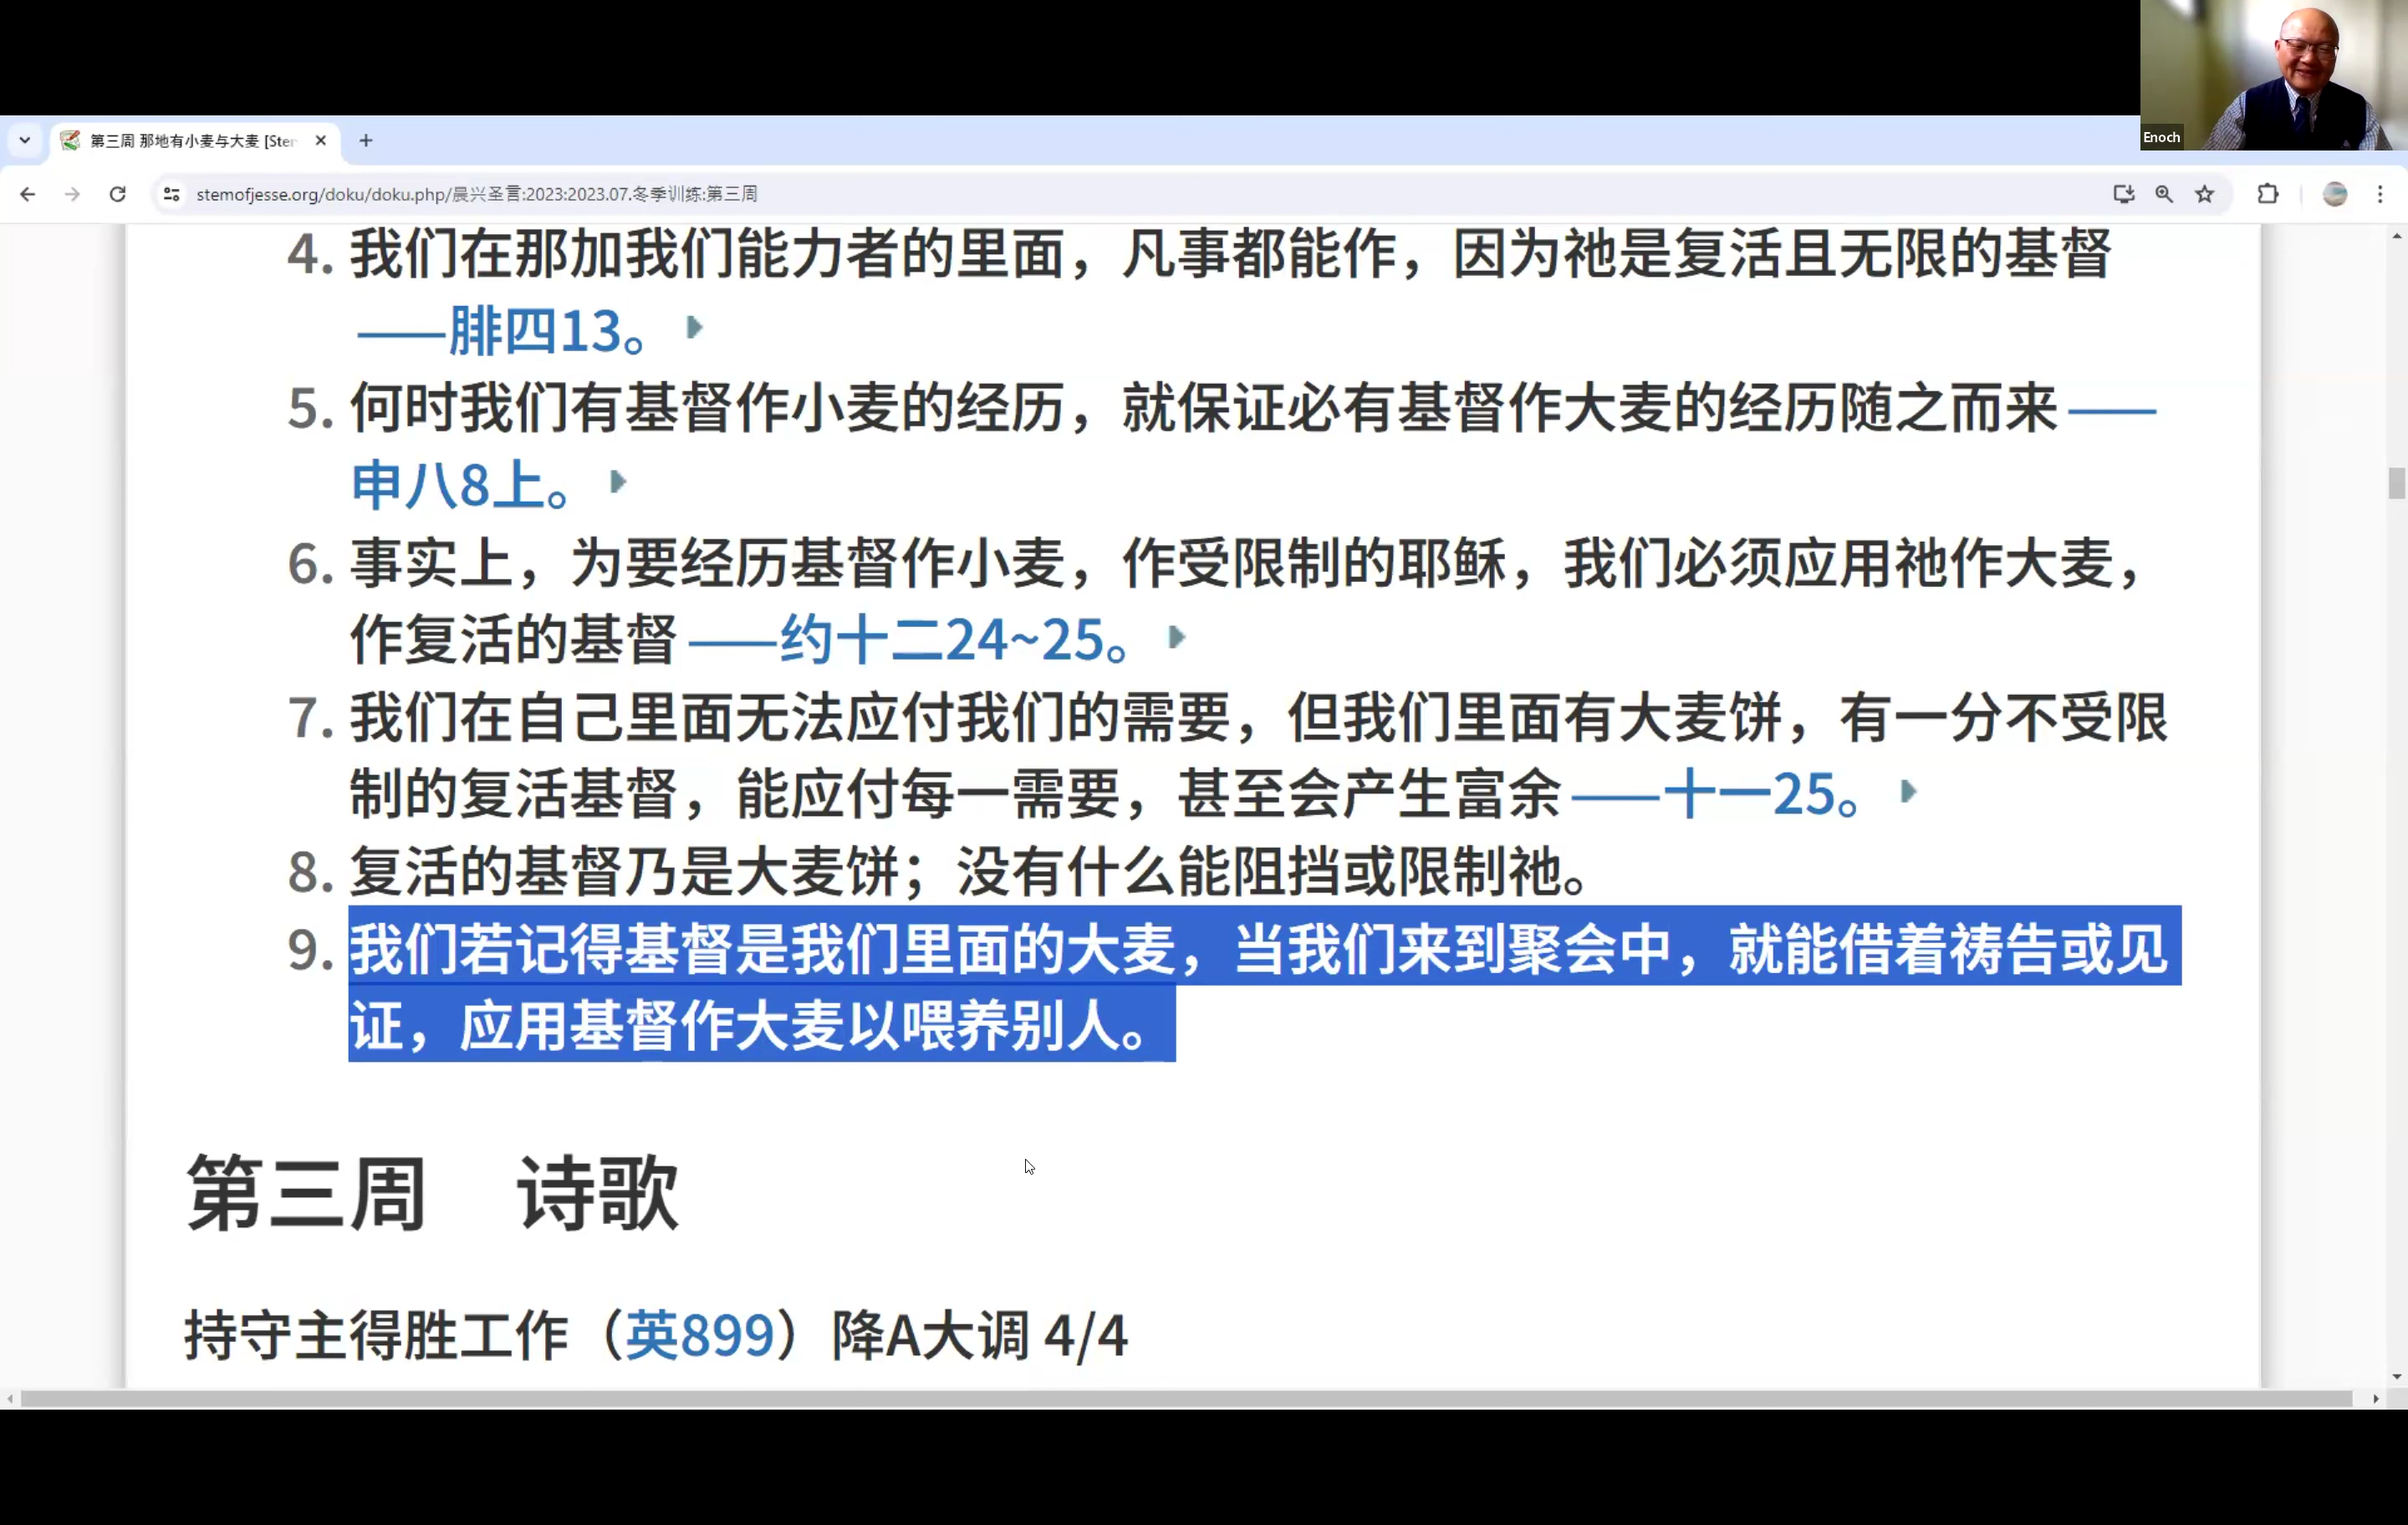 Enoch
第三周 那地有小麦与大麦 [Ste
stemofjesse.org/doku/doku.php/晨兴圣言:2023:2023.07.冬季训练:第三周
4. 我们在那加我们能力者的里面，凡事都能作，因为祂是复活且无限的基督
——腓四13。
5. 何时我们有基督作小麦的经历，就保证必有基督作大麦的经历随之而来——
申八8上。
6. 事实上，为要经历基督作小麦，作受限制的耶稣，我们必须应用祂作大麦，
作复活的基督——约十二24~25。
7. 我们在自己里面无法应付我们的需要，但我们里面有大麦饼，有一分不受限
制的复活基督，能应付每一需要，甚至会产生富余——十一25。
8. 复活的基督乃是大麦饼；没有什么能阻挡或限制祂。
9. 我们若记得基督是我们里面的大麦，当我们来到聚会中，就能借着祷告或见
证，应用基督作大麦以喂养别人。
第三周　诗歌
持守主得胜工作（英899）降A大调 4/4